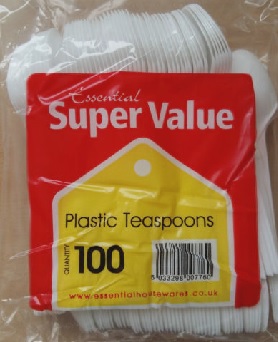 Essential
Super Value
Plastic Teaspoons
QUANTITY
100
www.essentialhousewares.co.uk